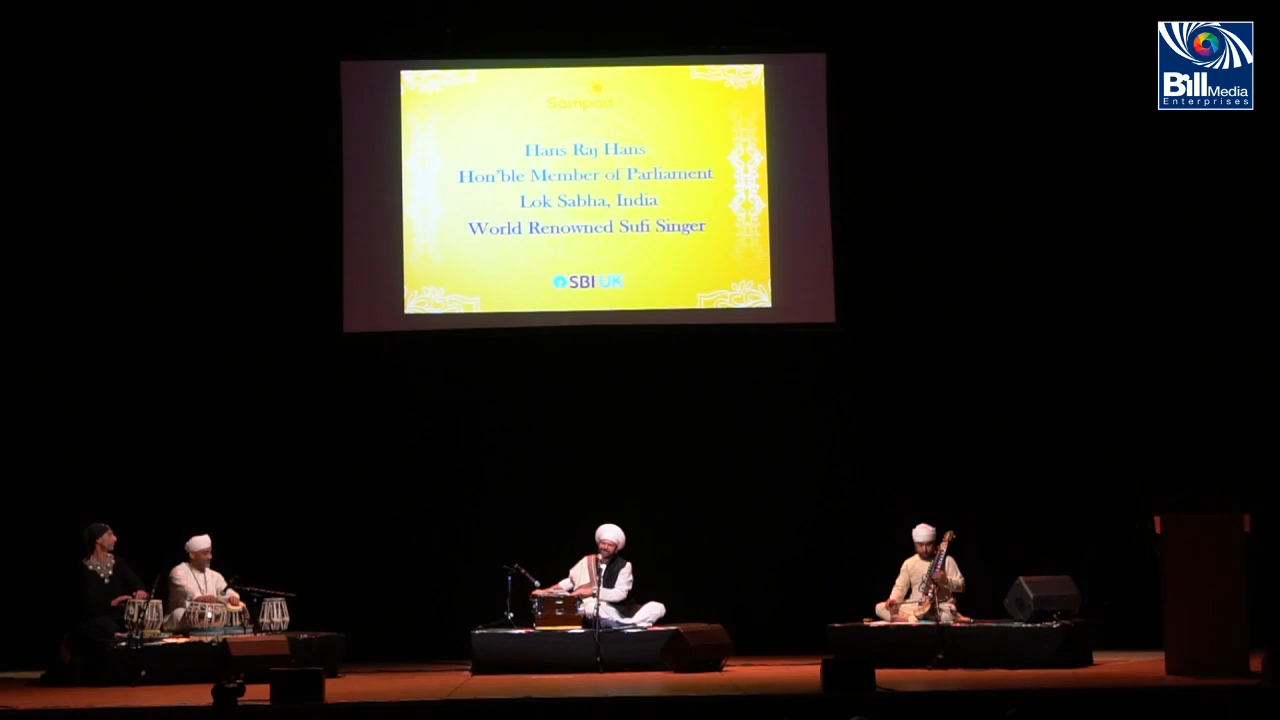 Sampad
Hans Raj Hans
Hon'ble Member of Parliament
Lok Sabha, India
World Renowned Sufi Singer
SBI UK
Bill Media
Enterprises